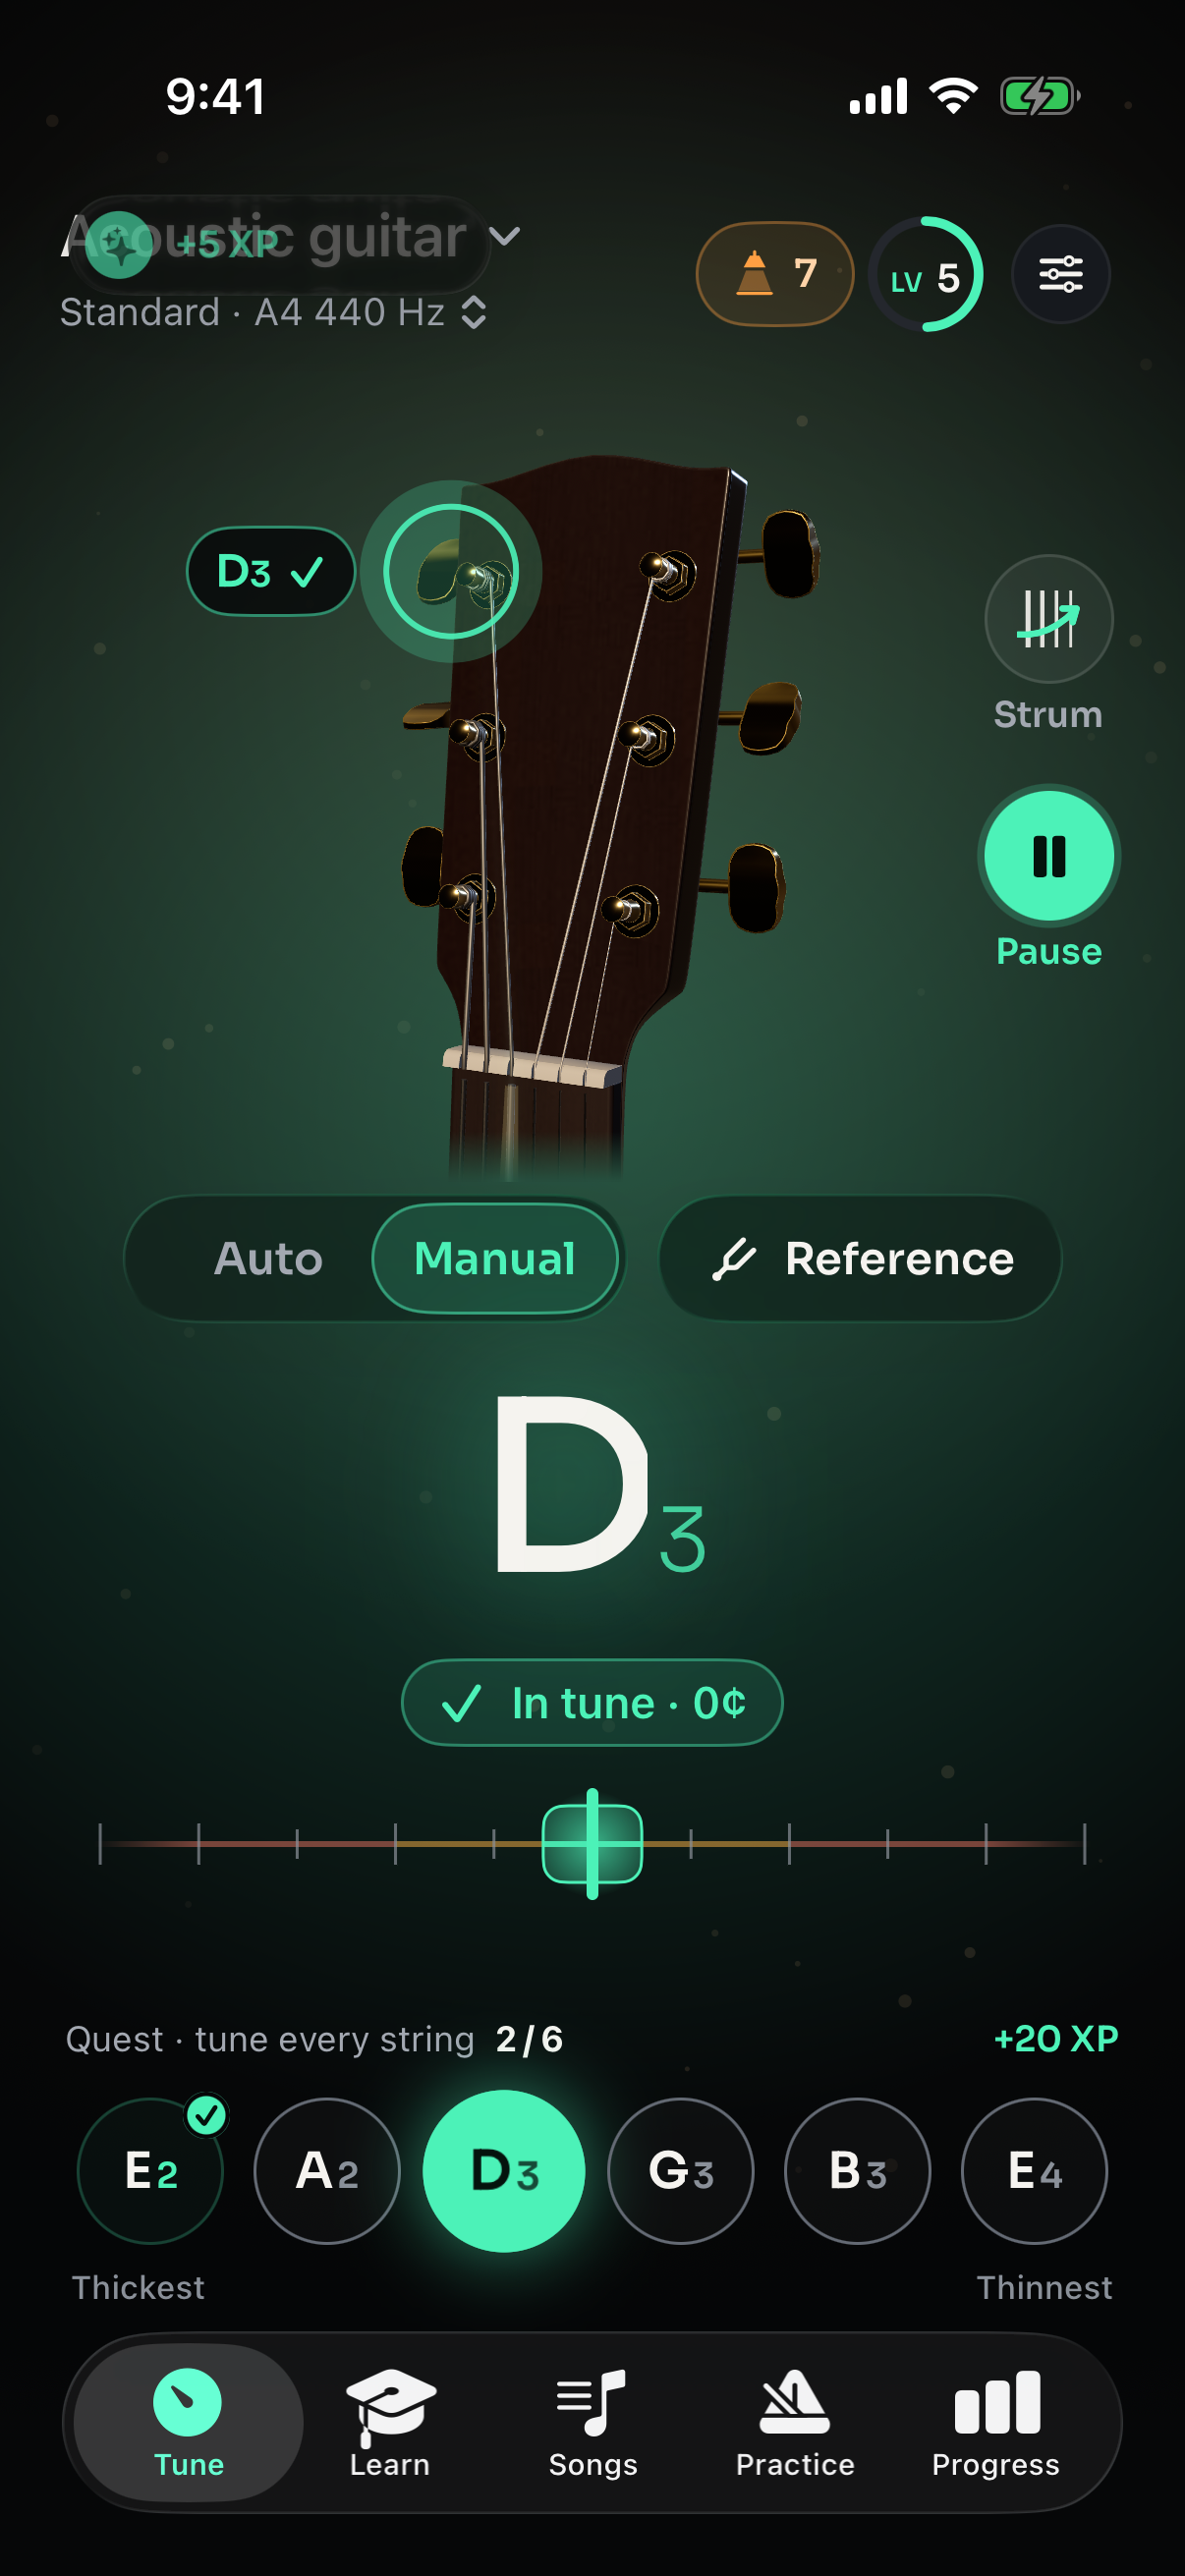 9:41
Acoustic guitar
+5 XP
Standard · A4 440 Hz
7
LV 5
D3
Strum
Pause
Auto
Manual
Reference
D3
In tune · 0¢
Quest · tune every string 2/6
+20 XP
E2
A2
D3
G3
B3
E4
Thickest
Thinnest
Tune
Learn
Songs
Practice
Progress